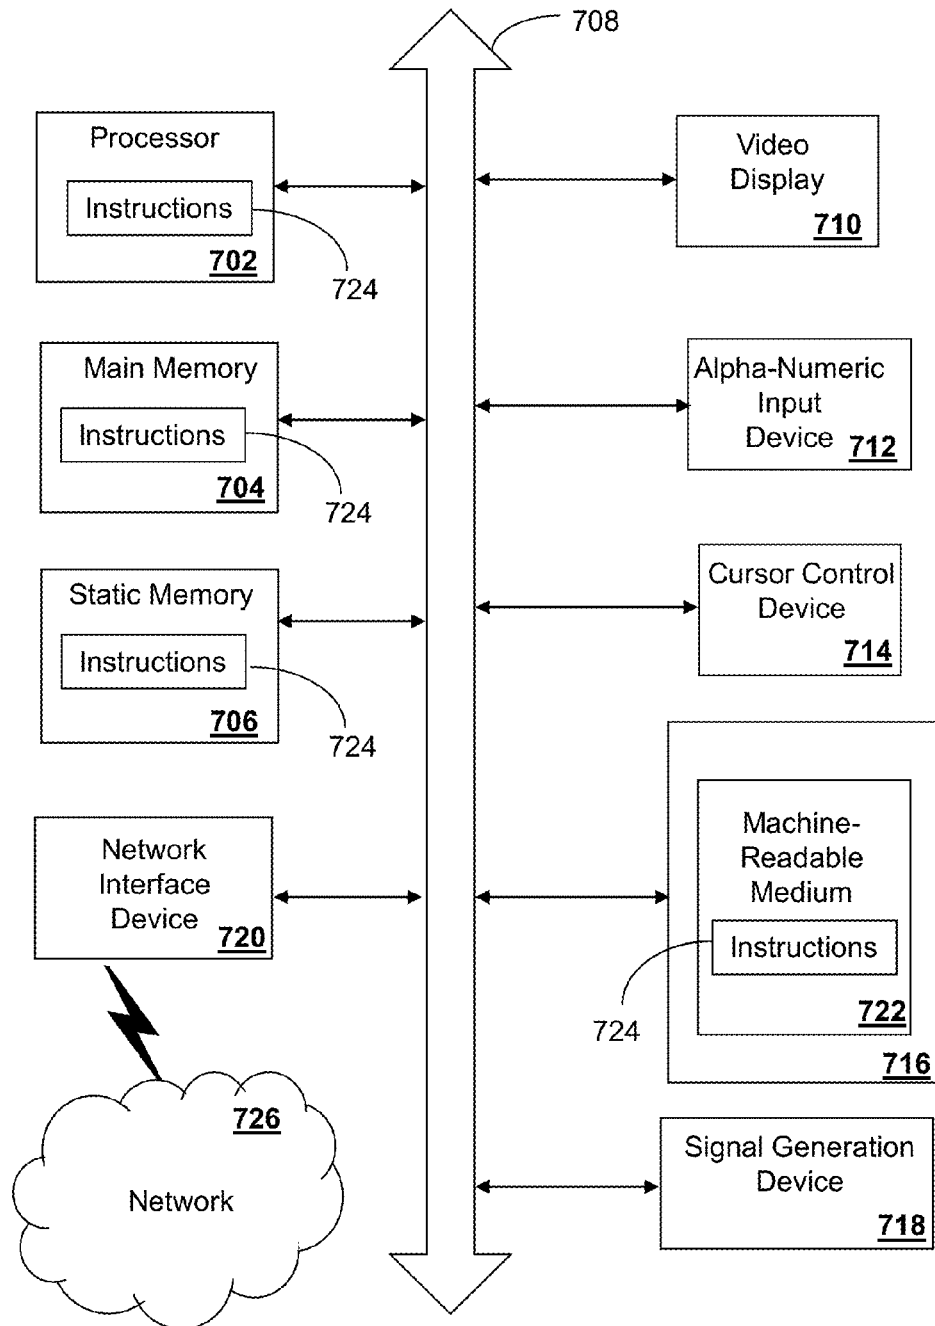 708
Processor
Instructions
702
724
Main Memory
Instructions
704
724
Static Memory
Instructions
706
724
Network
Interface
Device
720
726
Network
Video
Display
710
Alpha-Numeric
Input
Device
712
Cursor Control
Device
714
Machine-
Readable
Medium
Instructions
724
722
716
Signal Generation
Device
718